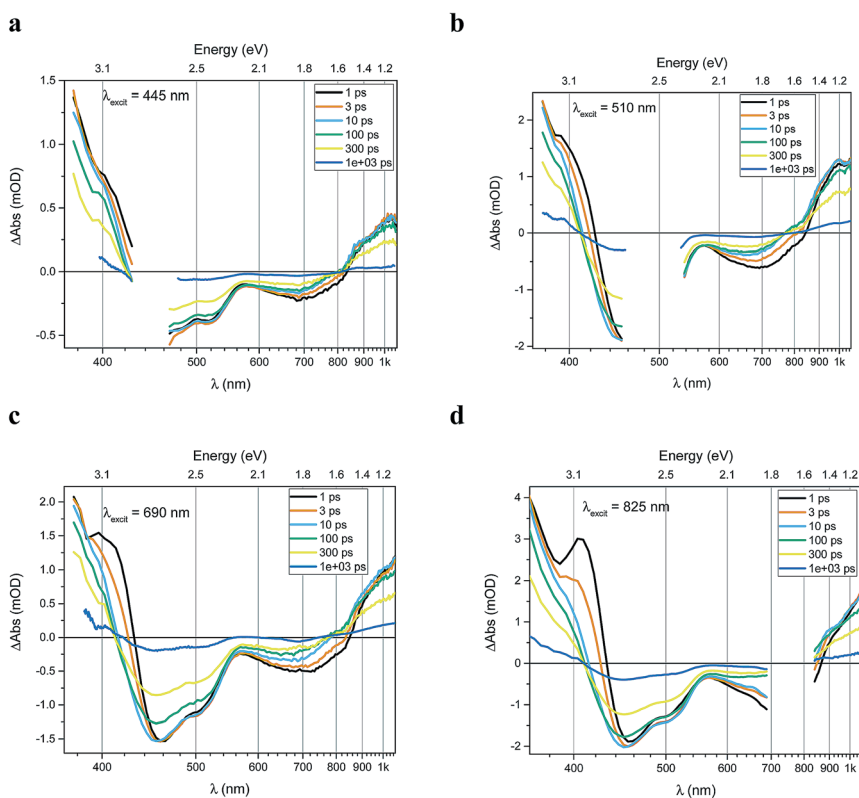 a
Energy (eV)
3.1 2.5 2.1 1.8 1.6 1.4 1.2
λexcit = 445 nm
1 ps
3 ps
10 ps
100 ps
300 ps
1e+03 ps
ΔAbs (mOD)
1.5
1.0
0.5
0.0
-0.5
400 500 600 700 800 900 1k
λ (nm)
b
Energy (eV)
3.1 2.5 2.1 1.8 1.6 1.4 1.2
λexcit = 510 nm
1 ps
3 ps
10 ps
100 ps
300 ps
1e+03 ps
ΔAbs (mOD)
2
1
0
-1
-2
400 500 600 700 800 900 1k
λ (nm)
c
Energy (eV)
3.1 2.5 2.1 1.8 1.6 1.4 1.2
λexcit = 690 nm
1 ps
3 ps
10 ps
100 ps
300 ps
1e+03 ps
ΔAbs (mOD)
2.0
1.5
1.0
0.5
0.0
-0.5
-1.0
-1.5
400 500 600 700 800 900 1k
λ (nm)
d
Energy (eV)
3.1 2.5 2.1 1.8 1.6 1.4 1.2
λexcit = 825 nm
1 ps
3 ps
10 ps
100 ps
300 ps
1e+03 ps
ΔAbs (mOD)
4
3
2
1
0
-1
-2
400 500 600 700 800 900 1k
λ (nm)